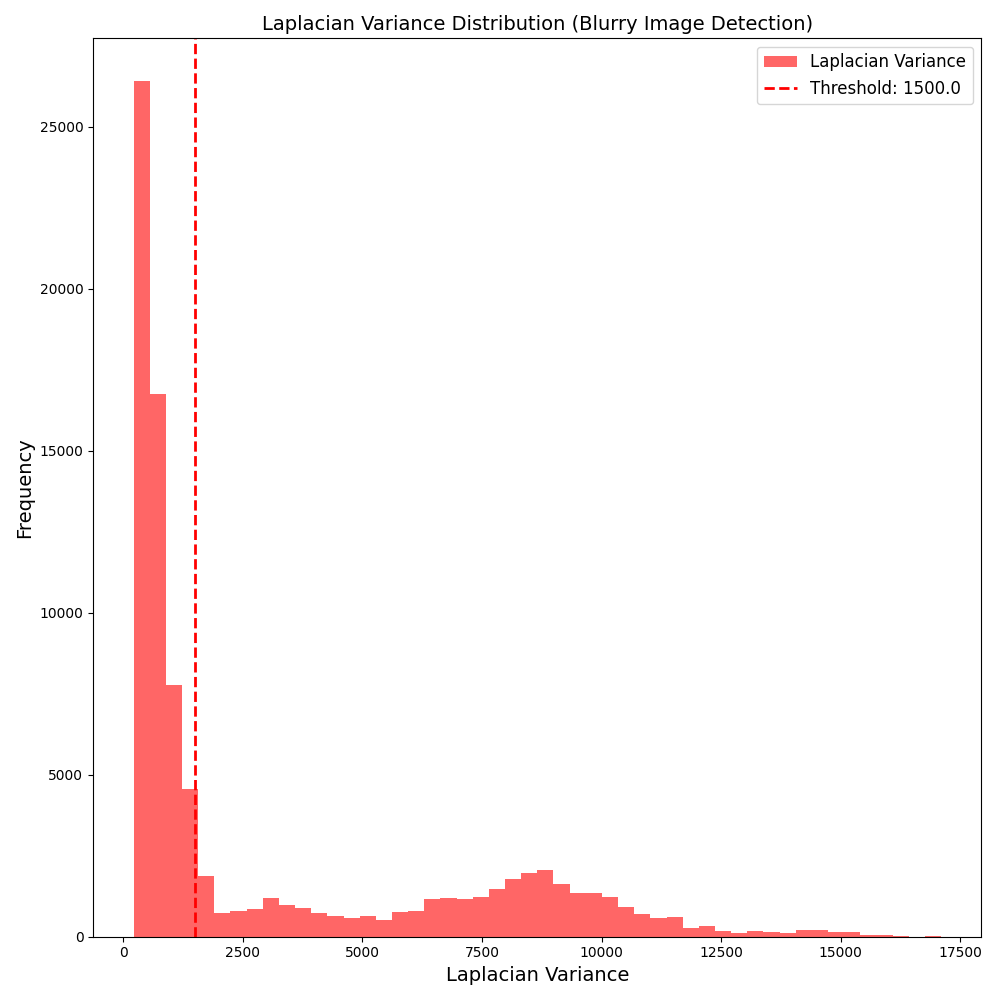 Laplacian Variance Distribution (Blurry Image Detection)
Laplacian Variance
Threshold: 1500.0
Frequency
25000
20000
15000
10000
5000
0
0 2500 5000 7500 10000 12500 15000 17500
Laplacian Variance